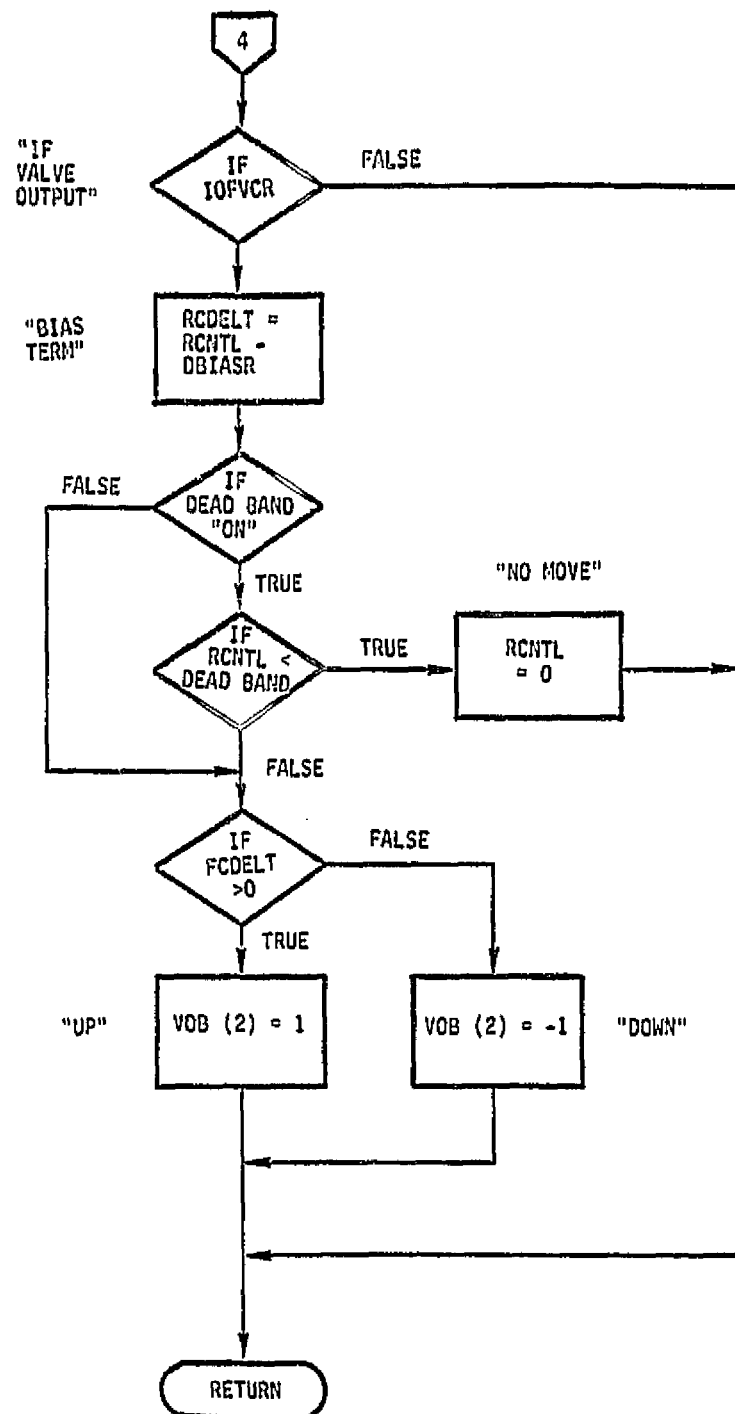 4
"IF
VALVE
OUTPUT"
IF
IOFVCR
FALSE
"BIAS
TERM"
RCDELT =
RCNTL -
DBIASR
FALSE
IF
DEAD BAND
"ON"
TRUE
"NO MOVE"
IF
RCNTL <
DEAD BAND
TRUE
RCNTL
= 0
FALSE
IF
FCDELT
>0
FALSE
TRUE
"UP"
VOB (2) = 1
VOB (2) = -1
"DOWN"
RETURN